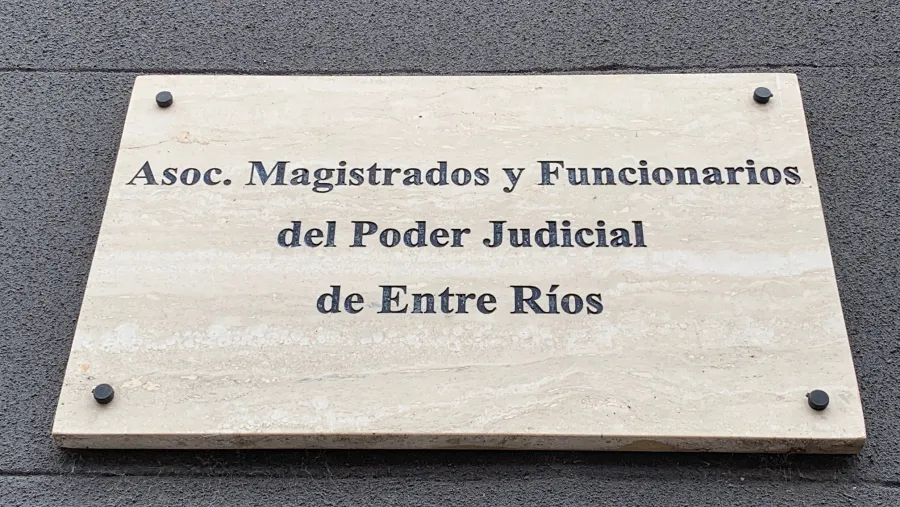 Asoc. Magistrados y Funcionarios
del Poder Judicial
de Entre Ríos